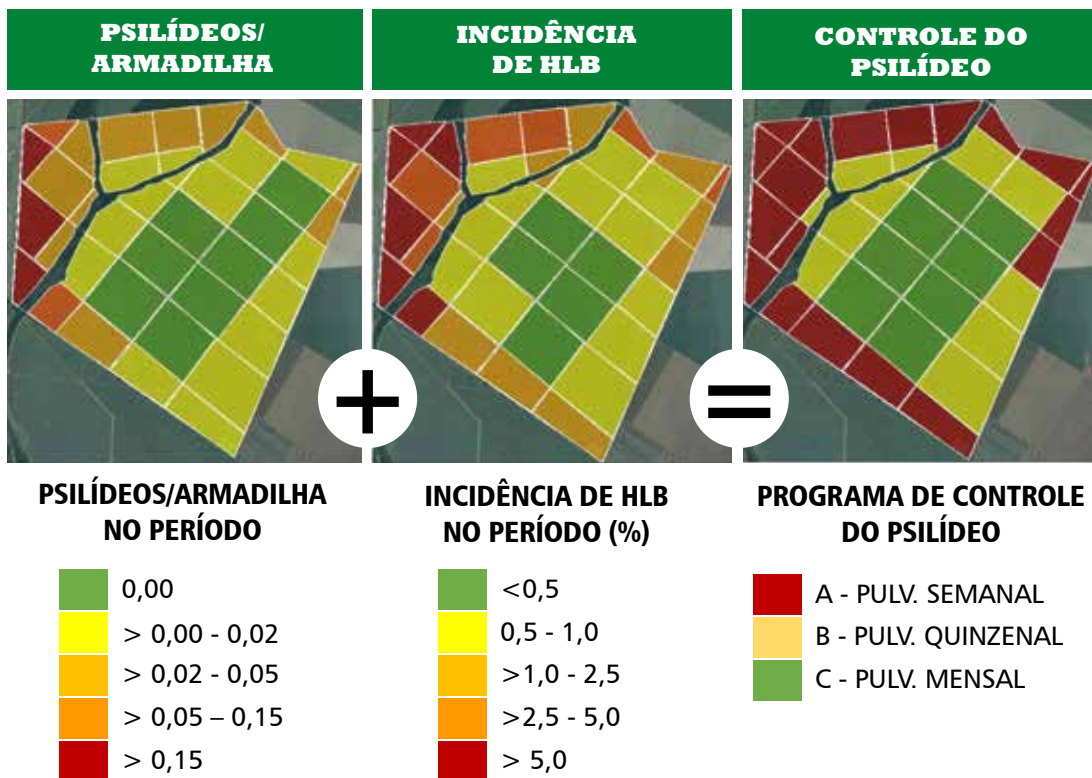 PSILÍDEOS/
ARMADILHA
INCIDÊNCIA
DE HLB
CONTROLE DO
PSILÍDEO
+
=
PSILÍDEOS/ARMADILHA
NO PERÍODO
0,00
> 0,00 - 0,02
> 0,02 - 0,05
> 0,05 – 0,15
> 0,15
INCIDÊNCIA DE HLB
NO PERÍODO (%)
<0,5
0,5 - 1,0
>1,0 - 2,5
>2,5 - 5,0
> 5,0
PROGRAMA DE CONTROLE
DO PSILÍDEO
A - PULV. SEMANAL
B - PULV. QUINZENAL
C - PULV. MENSAL